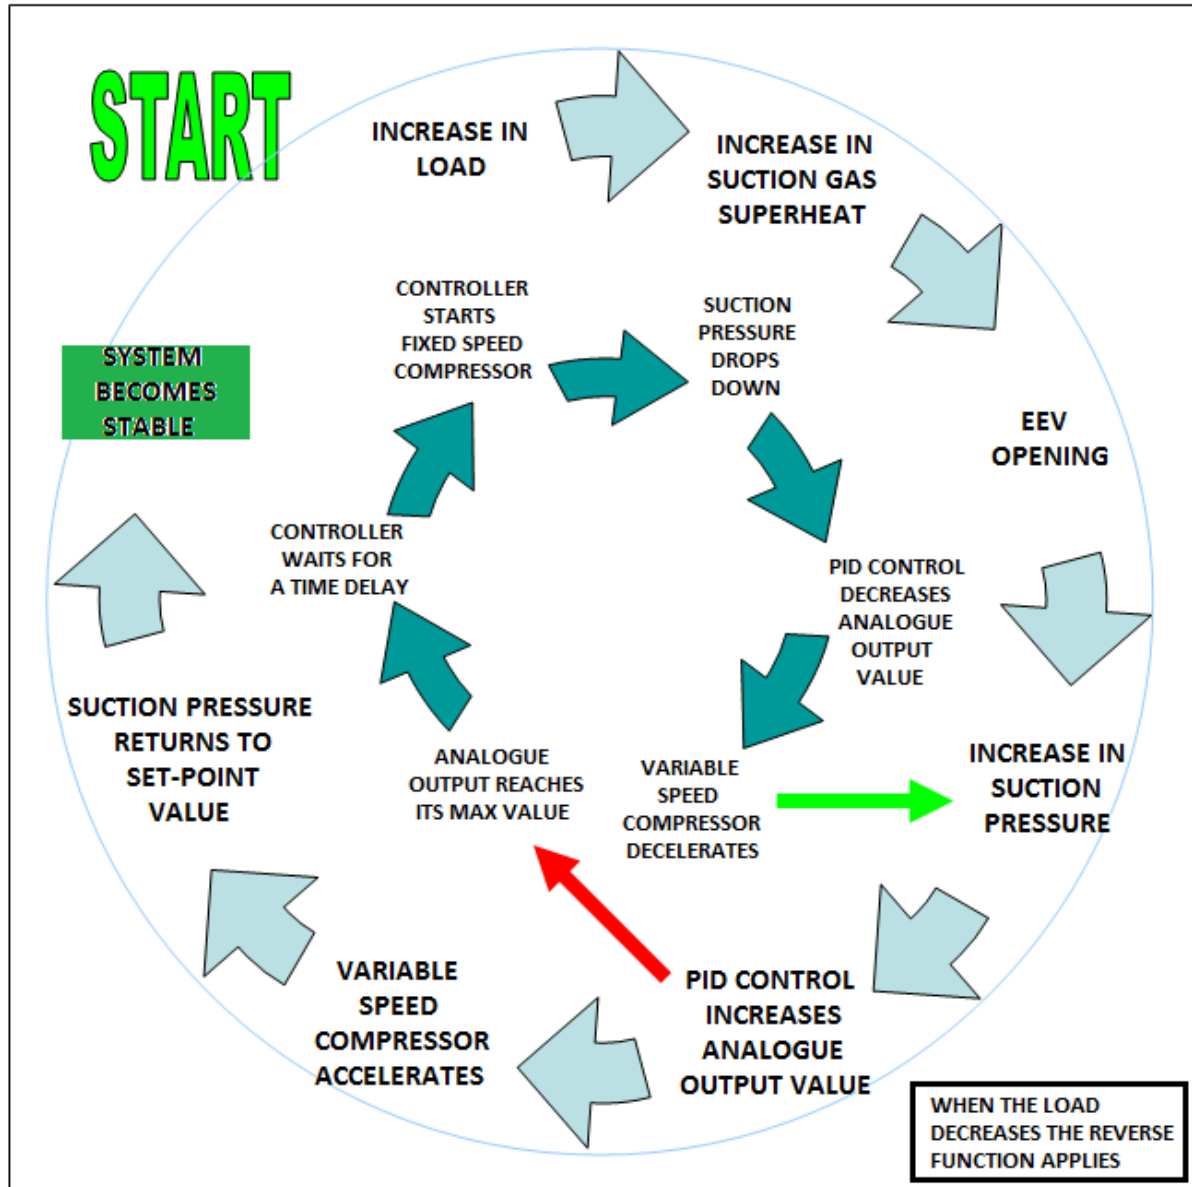 START
INCREASE IN
LOAD
INCREASE IN
SUCTION GAS
SUPERHEAT
EEV
OPENING
INCREASE IN
SUCTION
PRESSURE
PID CONTROL
INCREASES
ANALOGUE
OUTPUT VALUE
VARIABLE
SPEED
COMPRESSOR
ACCELERATES
SUCTION PRESSURE
RETURNS TO
SET-POINT
VALUE
SYSTEM
BECOMES
STABLE
ANALOGUE
OUTPUT REACHES
ITS MAX VALUE
CONTROLLER
WAITS FOR
A TIME DELAY
CONTROLLER
STARTS
FIXED SPEED
COMPRESSOR
SUCTION
PRESSURE
DROPS
DOWN
PID CONTROL
DECREASES
ANALOGUE
OUTPUT
VALUE
VARIABLE
SPEED
COMPRESSOR
DECELERATES
WHEN THE LOAD
DECREASES THE REVERSE
FUNCTION APPLIES